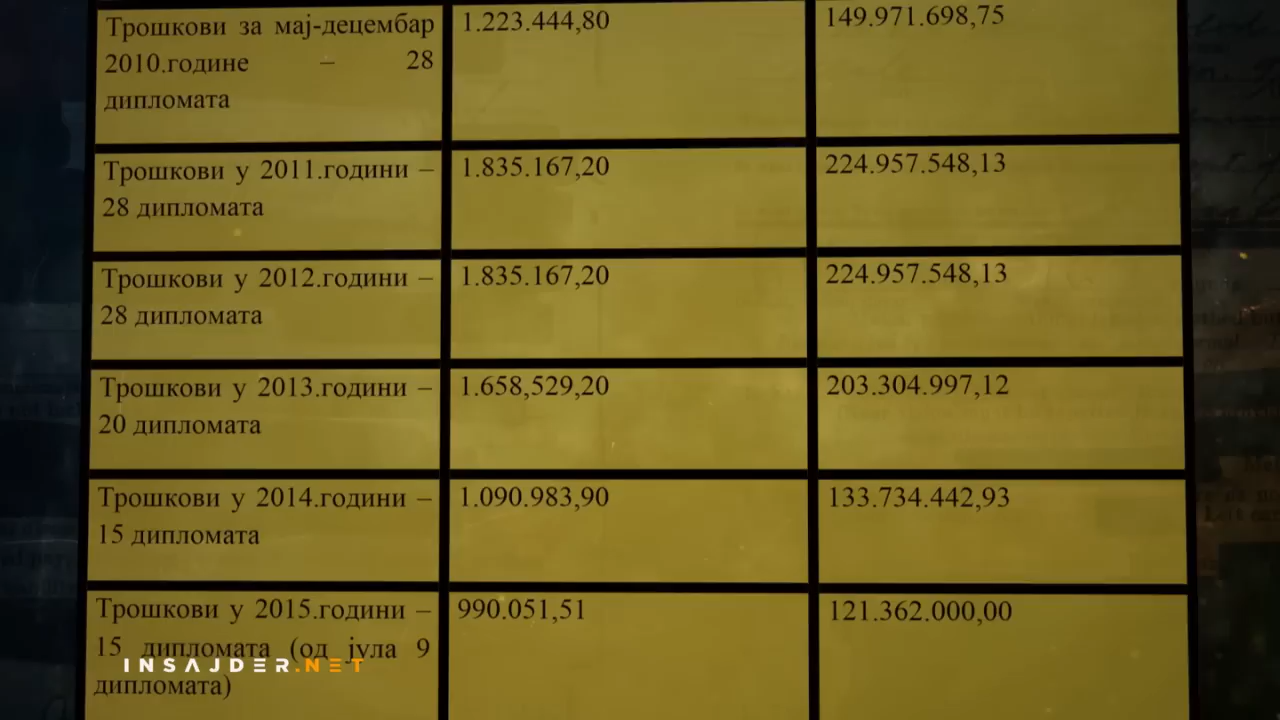 Трошкови за мај-децембар 1.223.444,80 149.971.698,75
2010.године – 28
дипломата
Трошкови у 2011.години – 1.835.167,20 224.957.548,13
28 дипломата
Трошкови у 2012.години – 1.835.167,20 224.957.548,13
28 дипломата
Трошкови у 2013.години – 1.658,529,20 203.304.997,12
20 дипломата
Трошкови у 2014.години – 1.090.983,90 133.734.442,93
15 дипломата
Трошкови у 2015.години – 990.051,51 121.362.000,00
15 дипломата (од јула 9
дипломата)
INSAJDER.NET